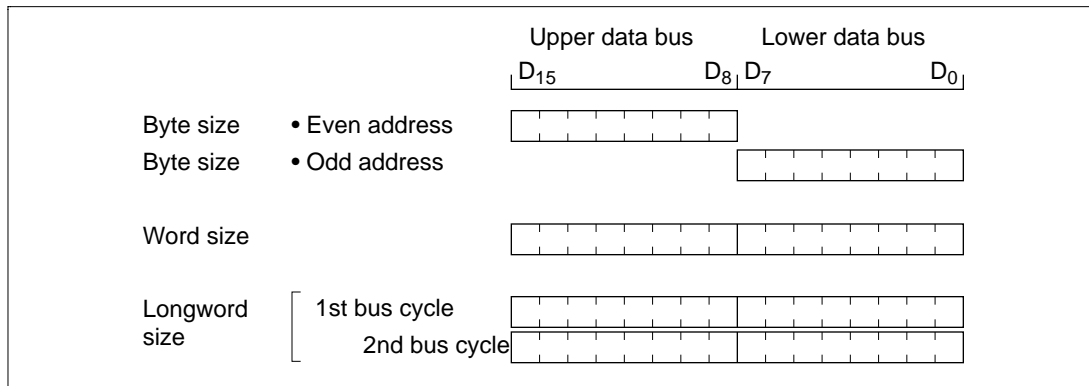 Upper data bus Lower data bus
D15 D8 D7 D0
Byte size • Even address
Byte size • Odd address
Word size
Longword size
1st bus cycle
2nd bus cycle